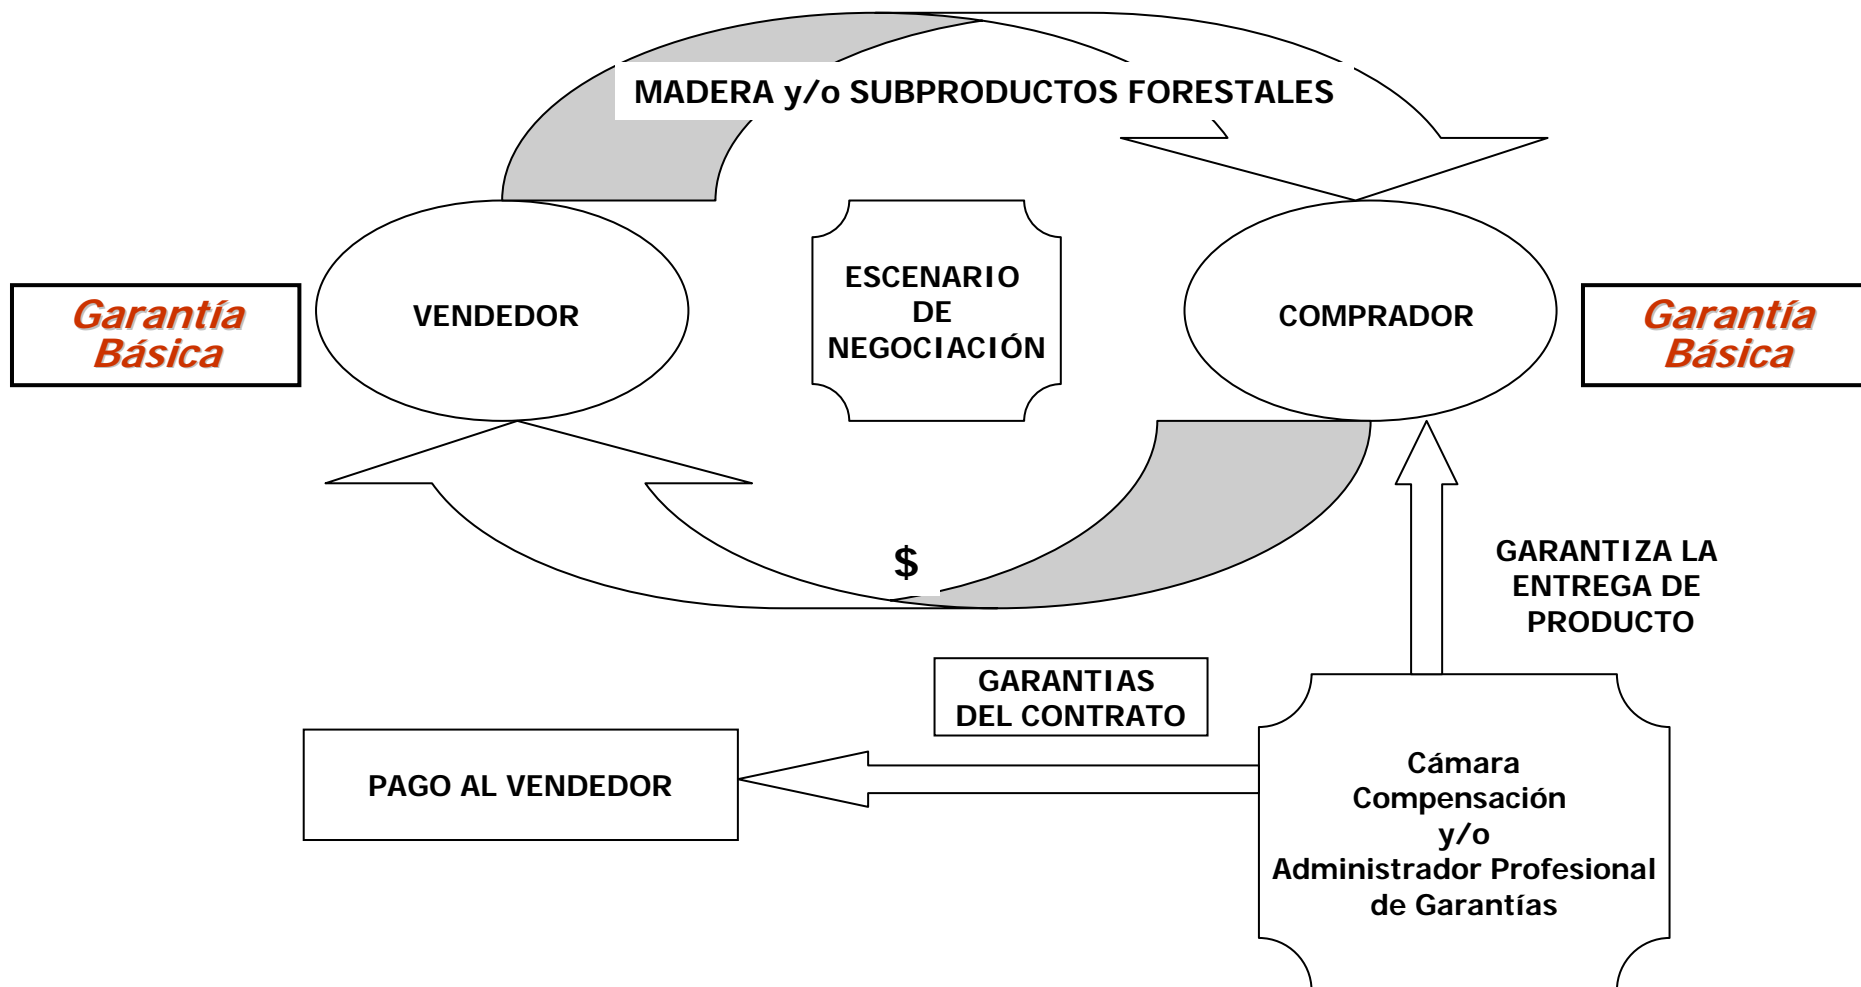 MADERA y/o SUBPRODUCTOS FORESTALES
Garantía
Básica
VENDEDOR
ESCENARIO
DE
NEGOCIACIÓN
COMPRADOR
Garantía
Básica
$
GARANTIZA LA
ENTREGA DE
PRODUCTO
GARANTIAS
DEL CONTRATO
PAGO AL VENDEDOR
Cámara
Compensación
y/o
Administrador Profesional
de Garantías